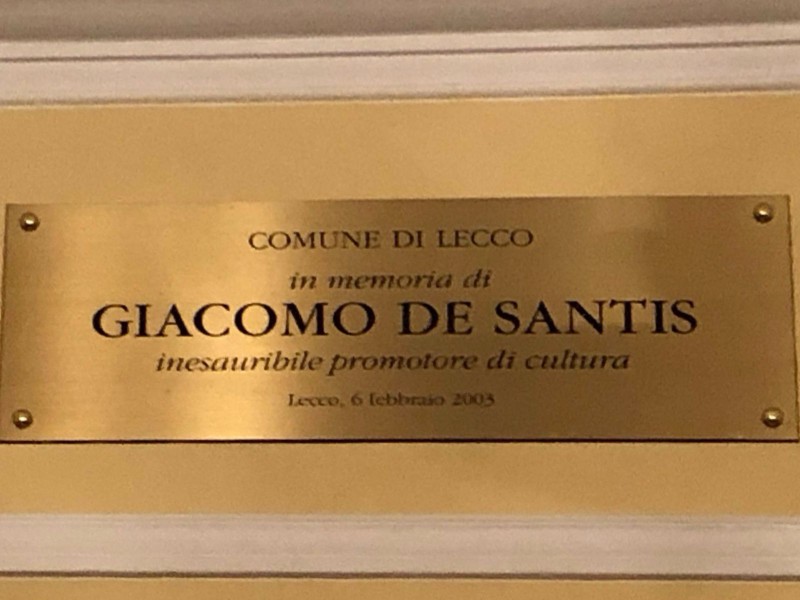 COMUNE DI LECCO
in memoria di
GIACOMO DE SANTIS
inesauribile promotore di cultura
Lecco, 6 febbraio 2003